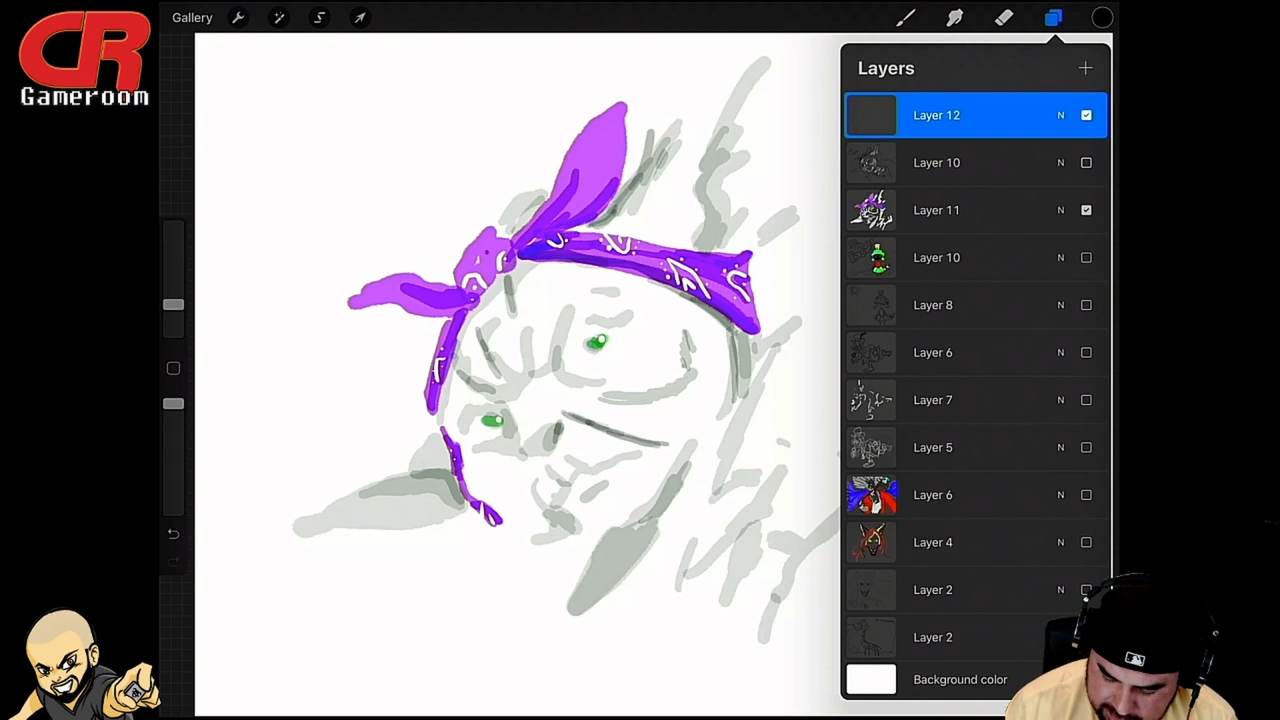 CR
Gameroom
Gallery
Layers
Layer 12 N
Layer 10 N
Layer 11 N
Layer 10 N
Layer 8 N
Layer 6 N
Layer 7 N
Layer 5 N
Layer 6 N
Layer 4 N
Layer 2 N
Layer 2
Background color